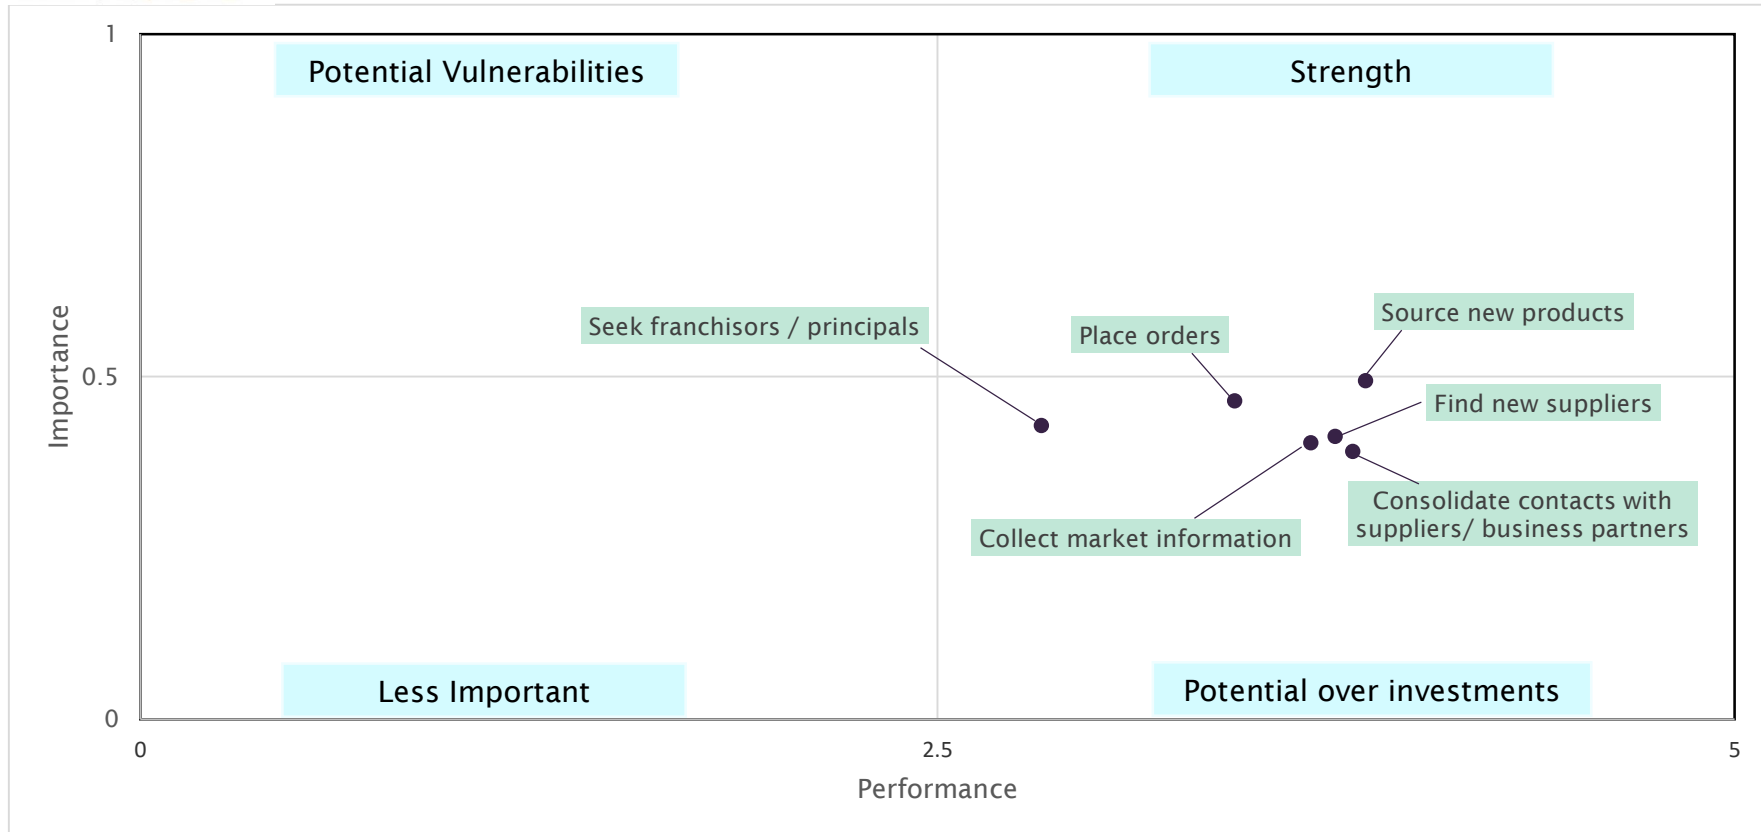 1
Potential Vulnerabilities
Strength
Source new products
Seek franchisors / principals
Place orders
0.5
Find new suppliers
Importance
Consolidate contacts with
suppliers/ business partners
Collect market information
Less Important
Potential over investments
0
0
2.5
5
Performance